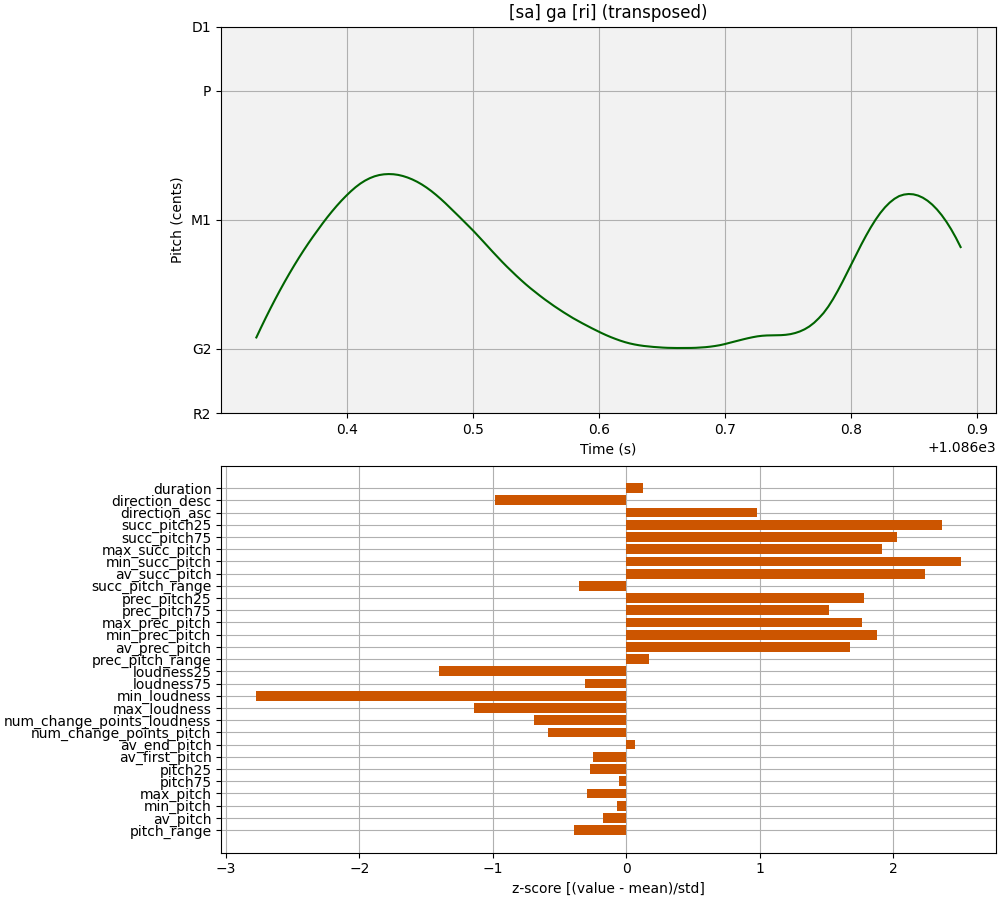 [sa] ga [ri] (transposed)
D1
P
M1
G2
R2
Pitch (cents)
0.4 0.5 0.6 0.7 0.8 0.9
Time (s)
+1.086e3
duration
direction_desc
direction_asc
succ_pitch25
succ_pitch75
max_succ_pitch
min_succ_pitch
av_succ_pitch
succ_pitch_range
prec_pitch25
prec_pitch75
max_prec_pitch
min_prec_pitch
av_prec_pitch
prec_pitch_range
loudness25
loudness75
min_loudness
max_loudness
num_change_points_loudness
num_change_points_pitch
av_end_pitch
av_first_pitch
pitch25
pitch75
max_pitch
min_pitch
av_pitch
pitch_range
−3 −2 −1 0 1 2
z-score [(value - mean)/std]